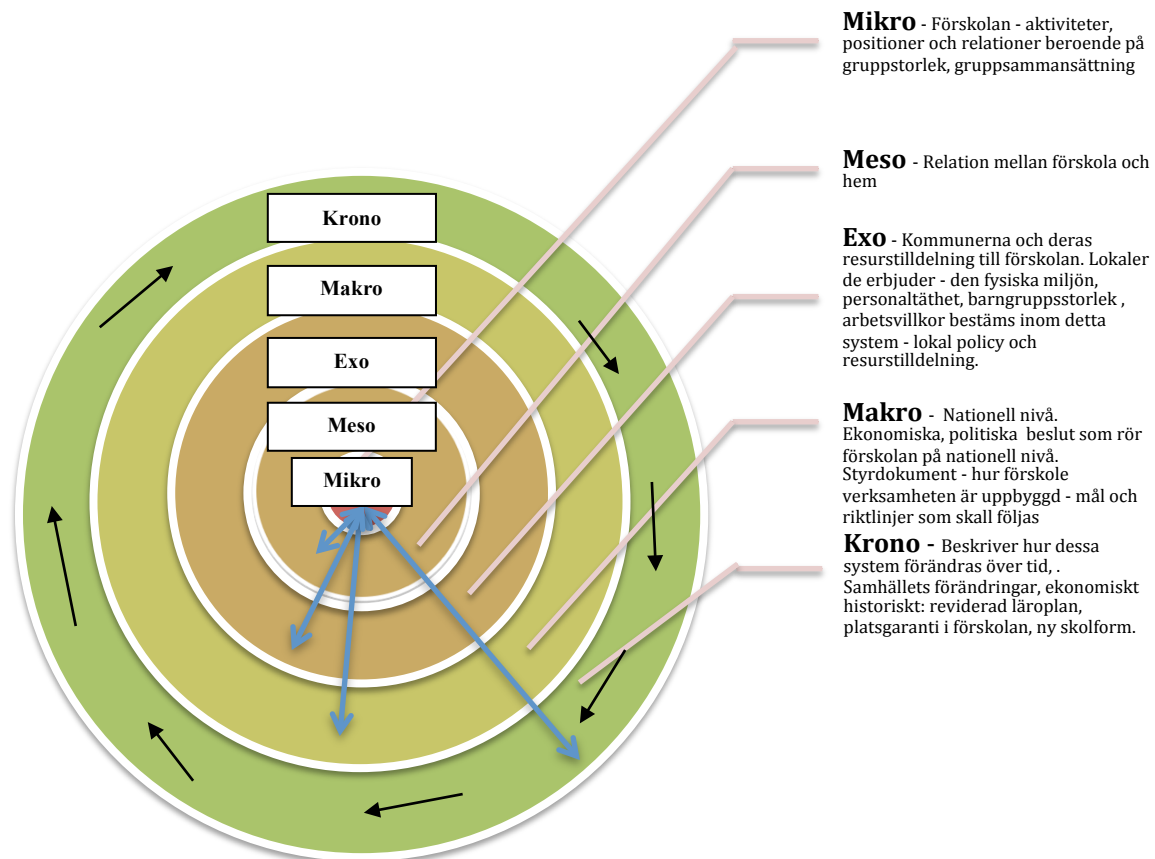 Mikro - Förskolan - aktiviteter,
positioner och relationer beroende på
gruppstorlek, gruppsammansättning
Meso - Relation mellan förskola och
hem
Exo - Kommunerna och deras
resurstilldelning till förskolan. Lokaler
de erbjuder - den fysiska miljön,
personaltäthet, barngruppsstorlek ,
arbetsvillkor bestäms inom detta
system - lokal policy och
resurstilldelning.
Makro - Nationell nivå.
Ekonomiska, politiska beslut som rör
förskolan på nationell nivå.
Styrdokument - hur förskole
verksamheten är uppbyggd - mål och
riktlinjer som skall följas
Krono - Beskriver hur dessa
system förändras över tid, .
Samhällets förändringar, ekonomiskt
historiskt: reviderad läroplan,
platsgaranti i förskolan, ny skolform.
Krono
Makro
Exo
Meso
Mikro